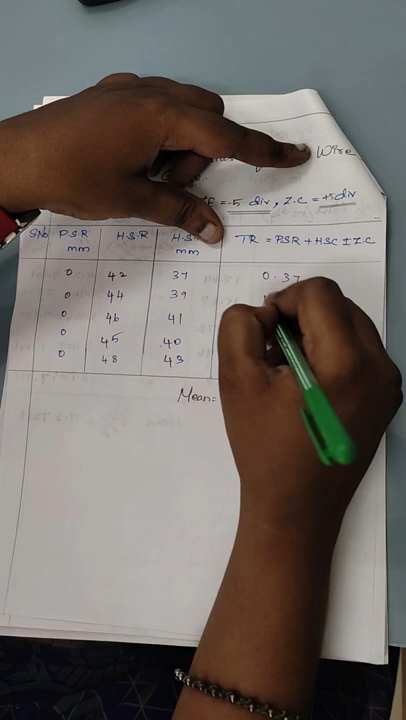 Wire
= -5 div, Z.C = +5 div
S.No P.S.R mm H.S.R H.S. mm TR = PSR + HSC ± Z.C
0 42 37 0.37
0 44 39
0 46 41
0 45 40
0 48 43
Mean=